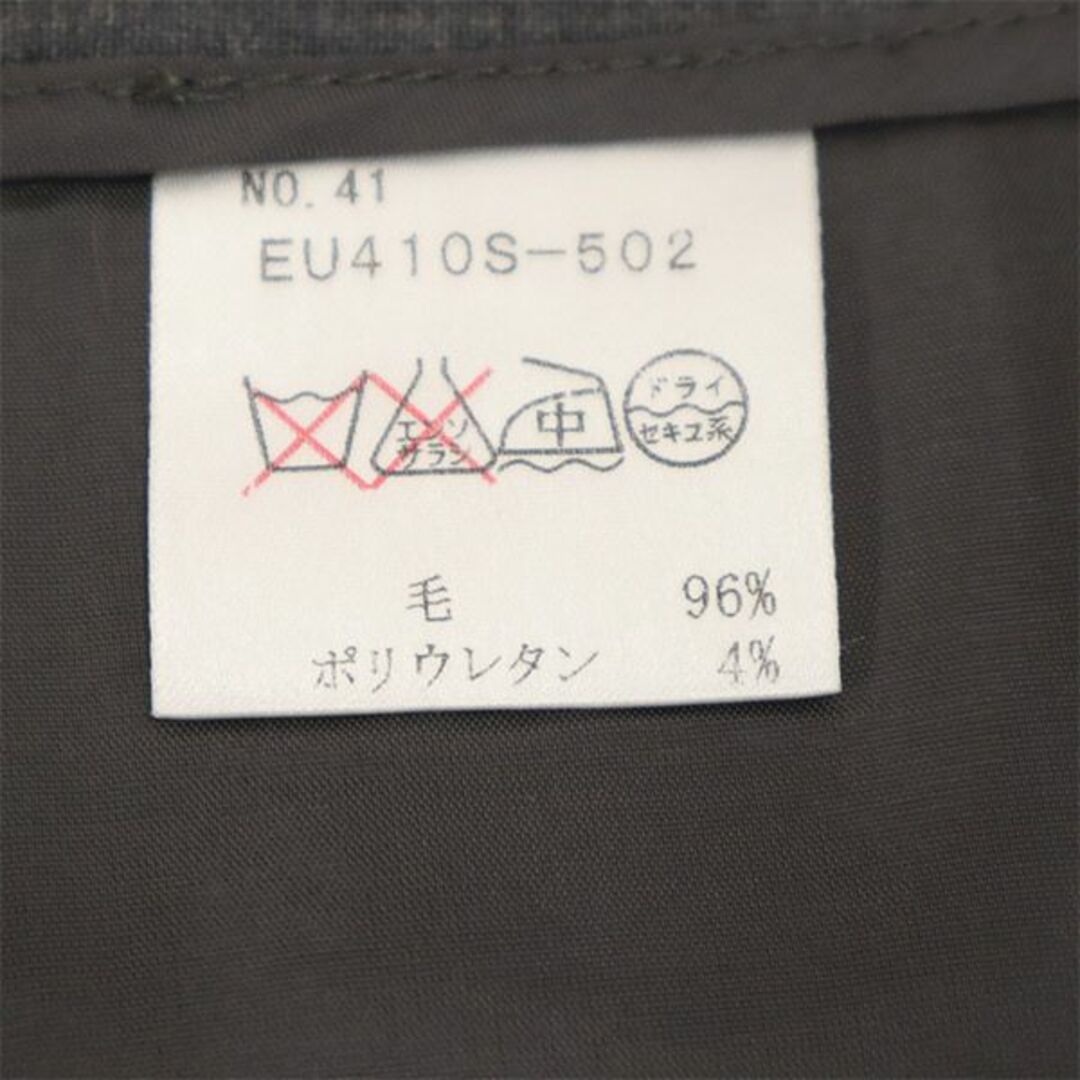 NO. 41
EU410S-502
エンソ
サラシ
中
ドライ
セキユ系
毛 96%
ポリウレタン 4%